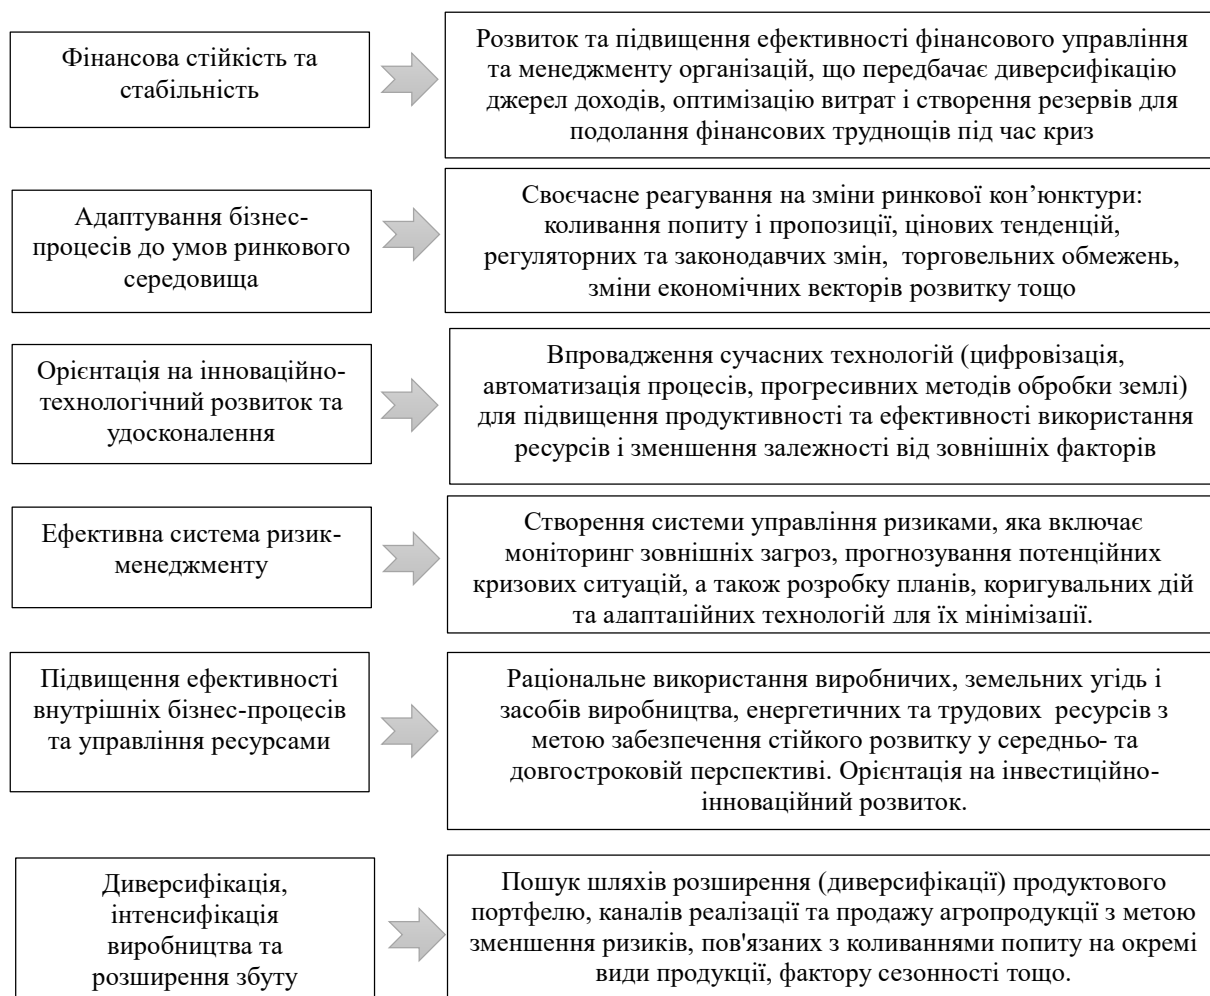 Фінансова стійкість та
стабільність
Розвиток та підвищення ефективності фінансового управління
та менеджменту організацій, що передбачає диверсифікацію
джерел доходів, оптимізацію витрат і створення резервів для
подолання фінансових труднощів під час криз
Адаптування бізнес-
процесів до умов ринкового
середовища
Своєчасне реагування на зміни ринкової кон’юнктури:
коливання попиту і пропозиції, цінових тенденцій,
регуляторних та законодавчих змін, торговельних обмежень,
зміни економічних векторів розвитку тощо
Орієнтація на інноваційно-
технологічний розвиток та
удосконалення
Впровадження сучасних технологій (цифровізація,
автоматизація процесів, прогресивних методів обробки землі)
для підвищення продуктивності та ефективності використання
ресурсів і зменшення залежності від зовнішніх факторів
Ефективна система ризик-
менеджменту
Створення системи управління ризиками, яка включає
моніторинг зовнішніх загроз, прогнозування потенційних
кризових ситуацій, а також розробку планів, коригувальних дій
та адаптаційних технологій для їх мінімізації.
Підвищення ефективності
внутрішніх бізнес-процесів
та управління ресурсами
Раціональне використання виробничих, земельних угідь і
засобів виробництва, енергетичних та трудових ресурсів з
метою забезпечення стійкого розвитку у середньо- та
довгостроковій перспективі. Орієнтація на інвестиційно-
інноваційний розвиток.
Диверсифікація,
інтенсифікація
виробництва та
розширення збуту
Пошук шляхів розширення (диверсифікації) продуктового
портфелю, каналів реалізації та продажу агропродукції з метою
зменшення ризиків, пов'язаних з коливаннями попиту на окремі
види продукції, фактору сезонності тощо.